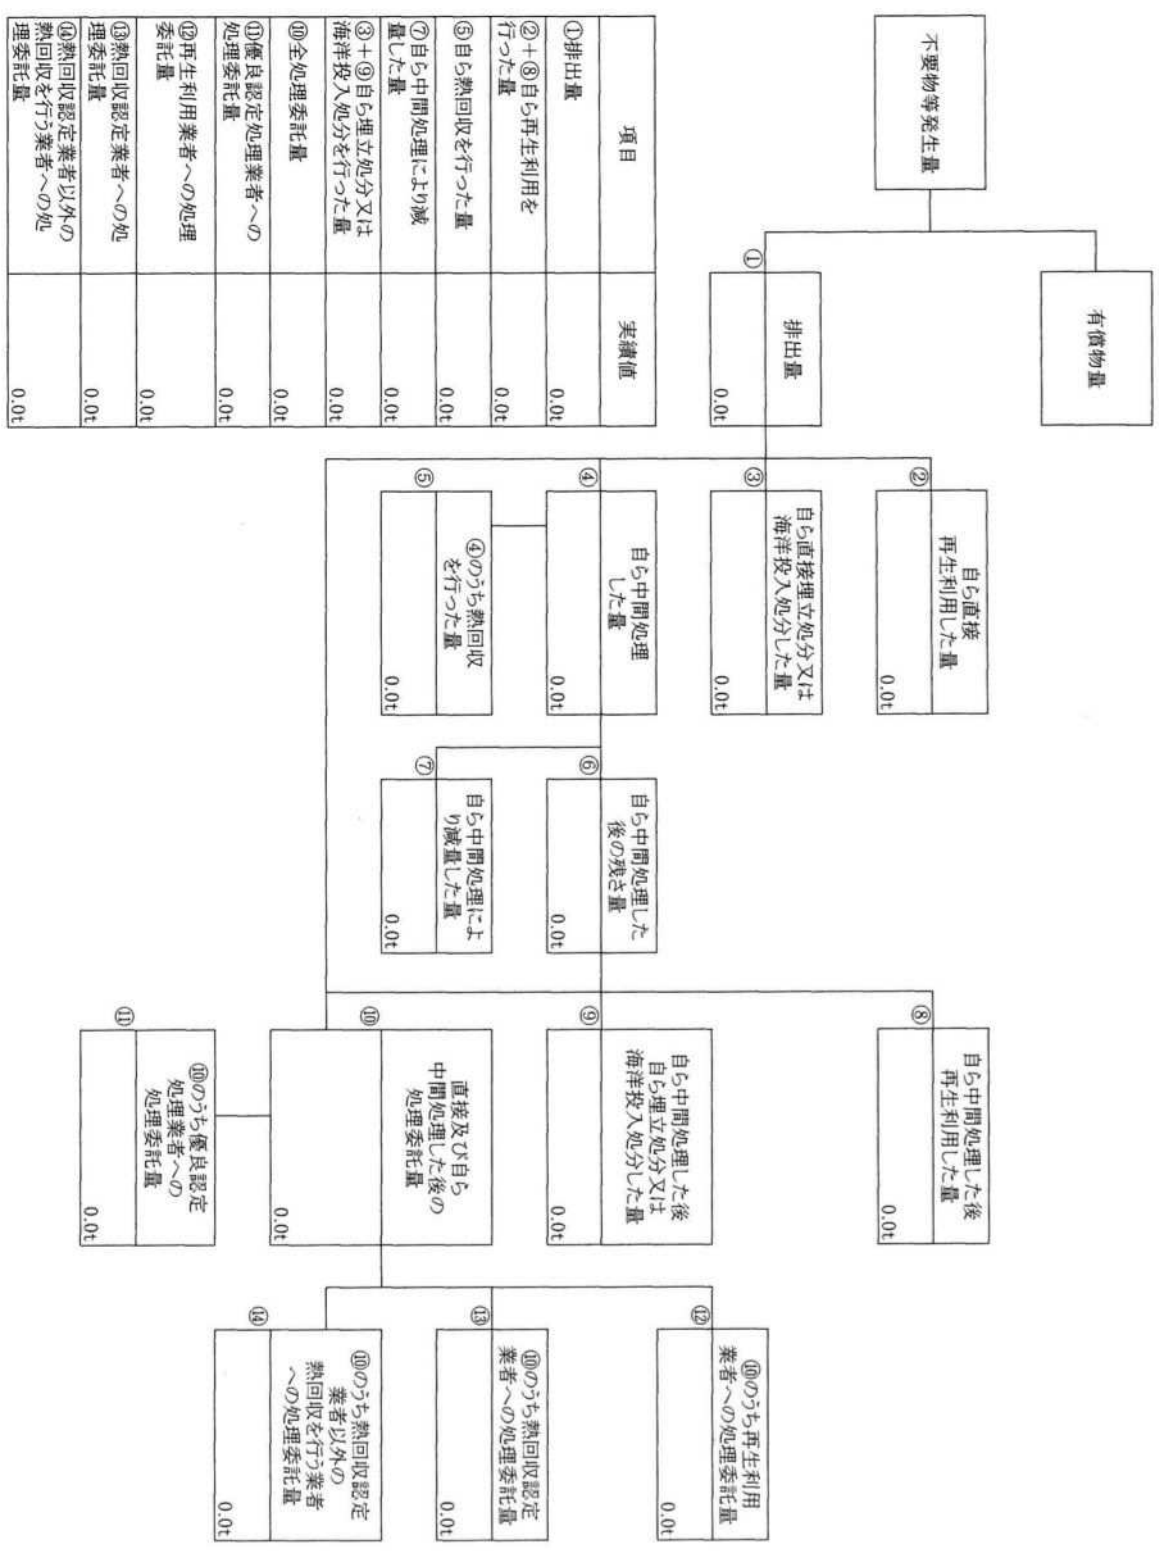 不要物等発生量
有償物量
①
排出量
0.0t
②
自ら直接
再生利用した量
0.0t
③
自ら直接埋立処分又は
海洋投入処分した量
0.0t
④
自ら中間処理
した量
0.0t
⑤
④のうち熱回収
を行った量
0.0t
⑥
自ら中間処理した
後の残さ量
0.0t
⑦
自ら中間処理によ
り減量した量
0.0t
⑧
自ら中間処理した後
再生利用した量
0.0t
⑨
自ら中間処理した後
自ら埋立処分又は
海洋投入処分した量
0.0t
⑩
直接及び自ら
中間処理した後の
処理委託量
0.0t
⑪
⑩のうち優良認定
処理業者への
処理委託量
0.0t
⑫
⑩のうち再生利用
業者への処理委託量
0.0t
⑬
⑩のうち熱回収認定
業者への処理委託量
0.0t
⑭
⑩のうち熱回収認定
業者以外の
熱回収を行う業者
への処理委託量
0.0t
項目 実績値
①排出量 0.0t
②+⑧自ら再生利用を
行った量 0.0t
⑤自ら熱回収を行った量 0.0t
⑦自ら中間処理により減
量した量 0.0t
③+⑨自ら埋立処分又は
海洋投入処分を行った量 0.0t
⑩全処理委託量 0.0t
⑪優良認定処理業者への
処理委託量 0.0t
⑫再生利用業者への処理
委託量 0.0t
⑬熱回収認定業者への処
理委託量 0.0t
⑭熱回収認定業者以外の
熱回収を行う業者への処
理委託量 0.0t